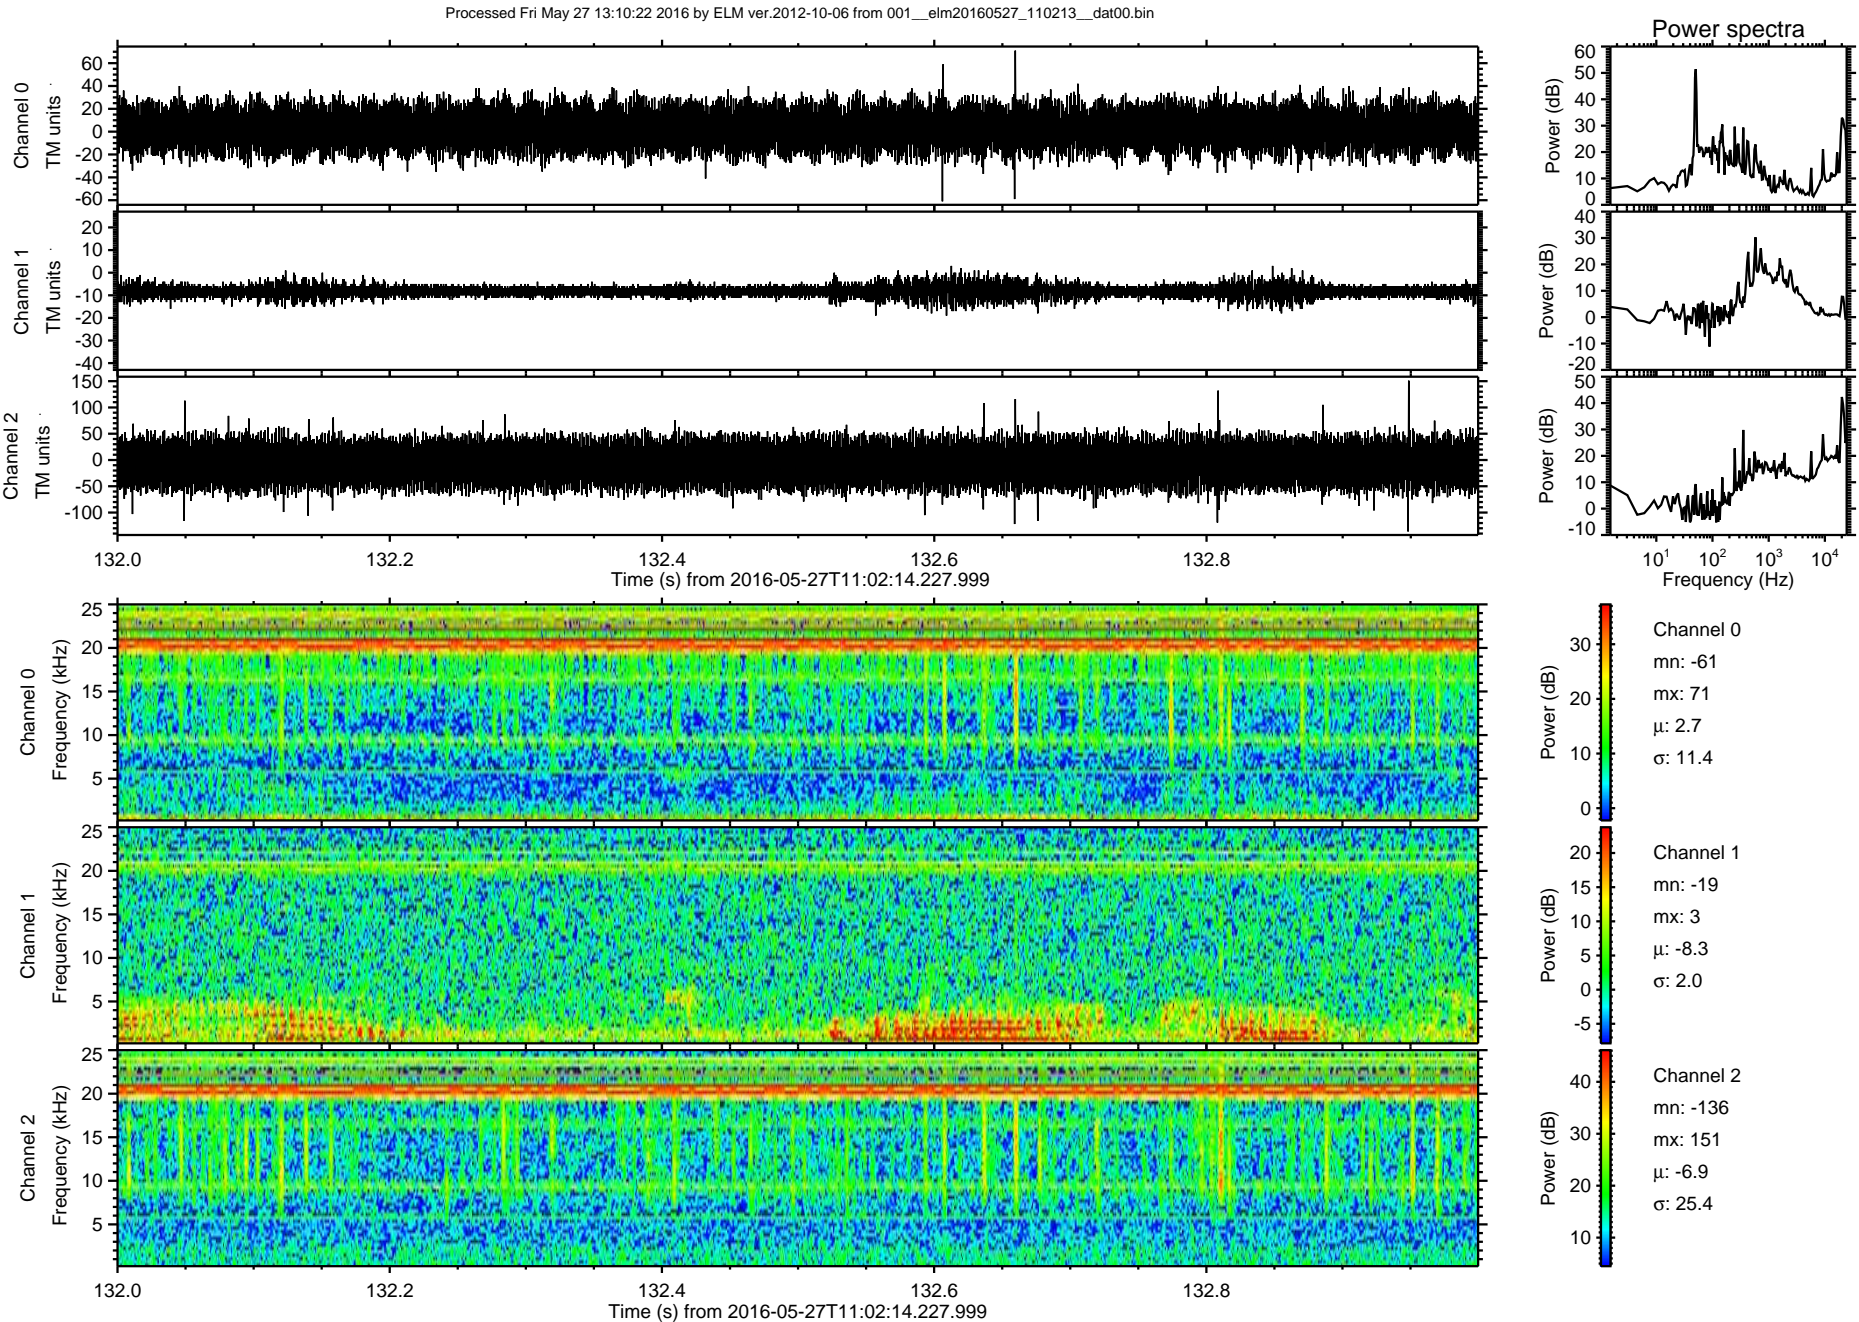 Processed Fri May 27 13:10:22 2016 by ELM ver.2012-10-06 from 001__elm20160527_110213__dat00.bin
Power spectra
Channel 0
TM units
60
40
20
0
-20
-40
-60
Power (dB)
60
50
40
30
20
10
0
Channel 1
TM units
20
10
0
-10
-20
-30
-40
Power (dB)
40
30
20
10
0
-10
-20
Channel 2
TM units
150
100
50
0
-50
-100
Power (dB)
50
40
30
20
10
0
-10
132.0 132.2 132.4 132.6 132.8
Time (s) from 2016-05-27T11:02:14.227.999
10¹ 10² 10³ 10⁴
Frequency (Hz)
Channel 0
Frequency (kHz)
25
20
15
10
5
Power (dB)
30
20
10
0
Channel 0
mn: -61
mx: 71
μ: 2.7
σ: 11.4
Channel 1
Frequency (kHz)
25
20
15
10
5
Power (dB)
20
15
10
5
0
-5
Channel 1
mn: -19
mx: 3
μ: -8.3
σ: 2.0
Channel 2
Frequency (kHz)
25
20
15
10
5
Power (dB)
40
30
20
10
Channel 2
mn: -136
mx: 151
μ: -6.9
σ: 25.4
132.0 132.2 132.4 132.6 132.8
Time (s) from 2016-05-27T11:02:14.227.999